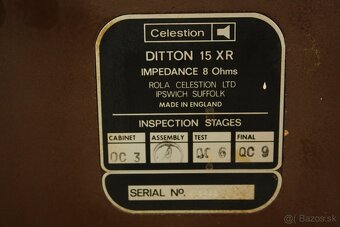 Celestion
DITTON 15 XR
IMPEDANCE 8 Ohms
ROLA CELESTION LTD
IPSWICH SUFFOLK
MADE IN ENGLAND
INSPECTION STAGES
CABINET ASSEMBLY TEST FINAL
QC 3 QC 6 QC 9
SERIAL NO.
Bazos.sk